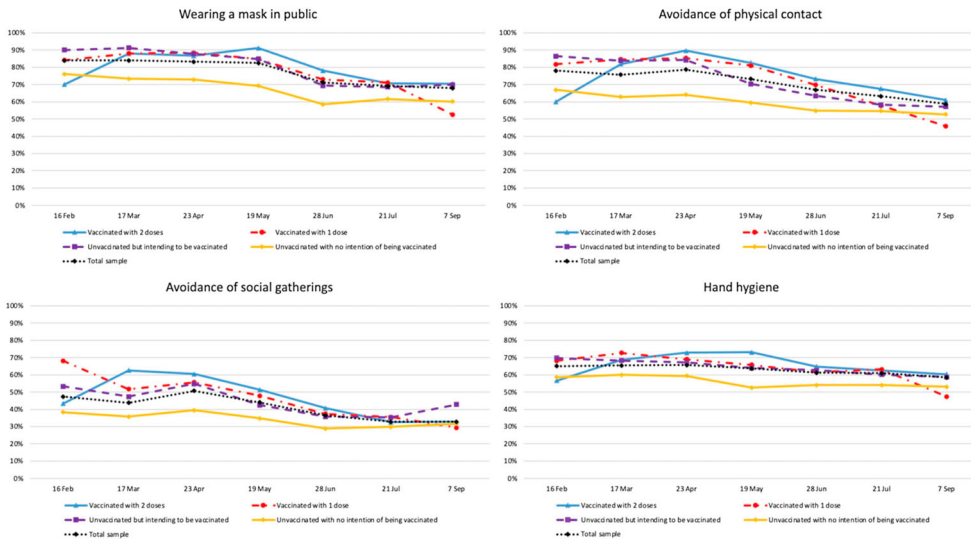 Wearing a mask in public
100%
90%
80%
70%
60%
50%
40%
30%
20%
10%
0%
16 Feb 17 Mar 23 Apr 19 May 28 Jun 21 Jul 7 Sep
Vaccinated with 2 doses Vaccinated with 1 dose
Unvaccinated but intending to be vaccinated Unvaccinated with no intention of being vaccinated
Total sample
Avoidance of physical contact
100%
90%
80%
70%
60%
50%
40%
30%
20%
10%
0%
16 Feb 17 Mar 23 Apr 19 May 28 Jun 21 Jul 7 Sep
Vaccinated with 2 doses Vaccinated with 1 dose
Unvaccinated but intending to be vaccinated Unvaccinated with no intention of being vaccinated
Total sample
Avoidance of social gatherings
100%
90%
80%
70%
60%
50%
40%
30%
20%
10%
0%
16 Feb 17 Mar 23 Apr 19 May 28 Jun 21 Jul 7 Sep
Vaccinated with 2 doses Vaccinated with 1 dose
Unvaccinated but intending to be vaccinated Unvaccinated with no intention of being vaccinated
Total sample
Hand hygiene
100%
90%
80%
70%
60%
50%
40%
30%
20%
10%
0%
16 Feb 17 Mar 23 Apr 19 May 28 Jun 21 Jul 7 Sep
Vaccinated with 2 doses Vaccinated with 1 dose
Unvaccinated but intending to be vaccinated Unvaccinated with no intention of being vaccinated
Total sample